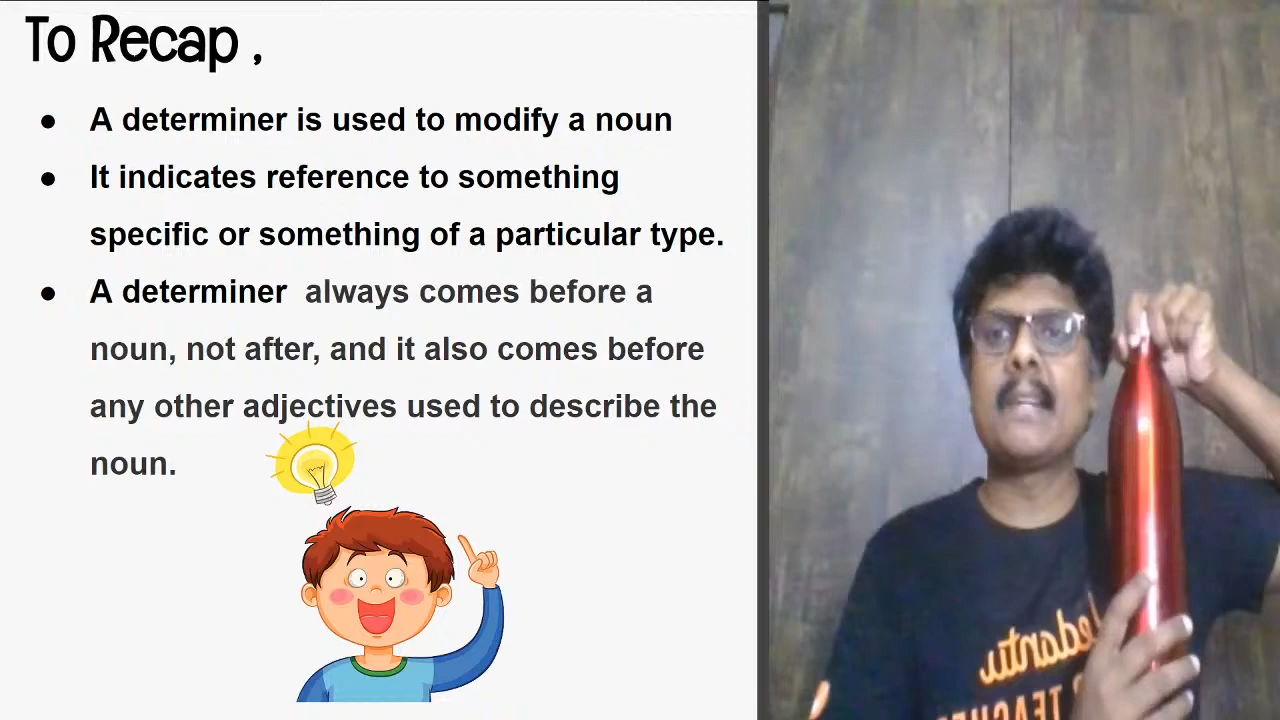 To Recap ,
● A determiner is used to modify a noun
● It indicates reference to something
specific or something of a particular type.
● A determiner always comes before a
noun, not after, and it also comes before
any other adjectives used to describe the
noun.
Vedantu
TEACHE